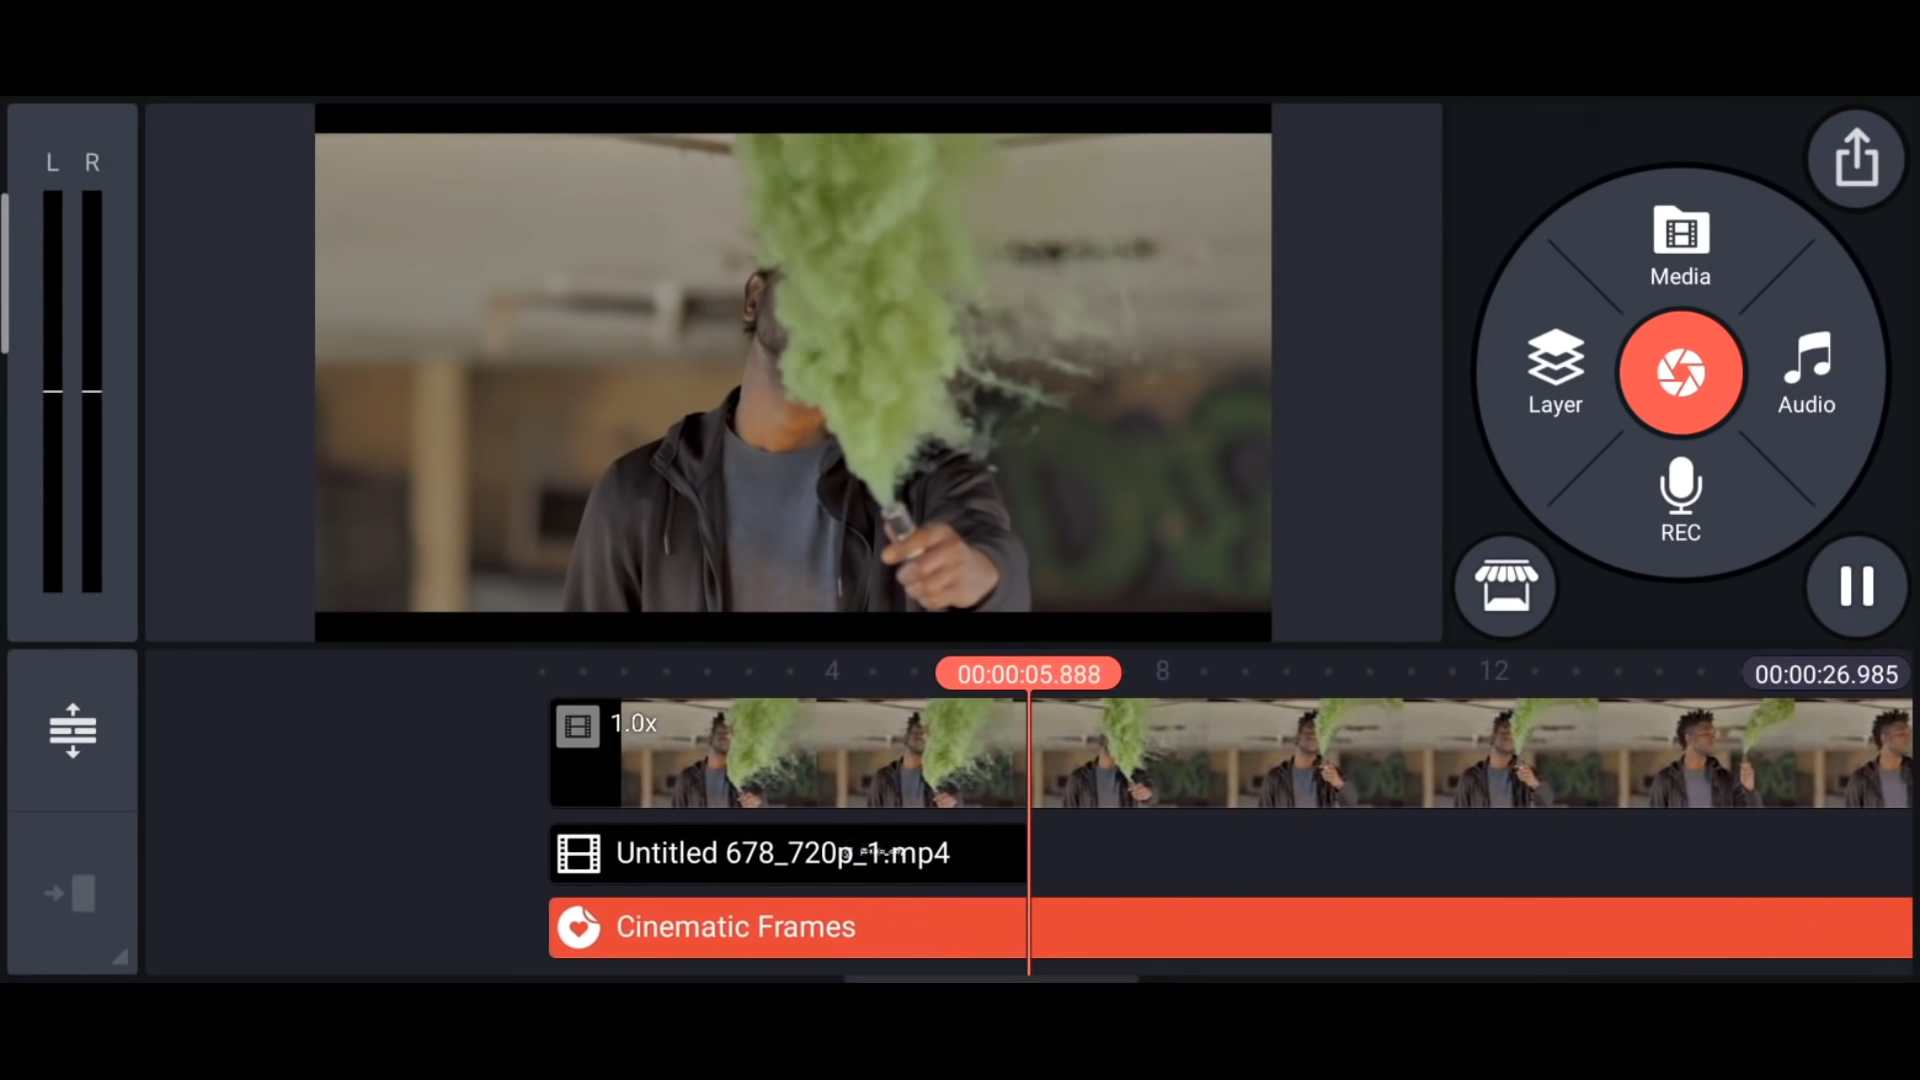 L R
Media
Layer
Audio
REC
4
00:00:05.888
8
12
00:00:26.985
1.0x
Untitled 678_720p_1.mp4
Cinematic Frames